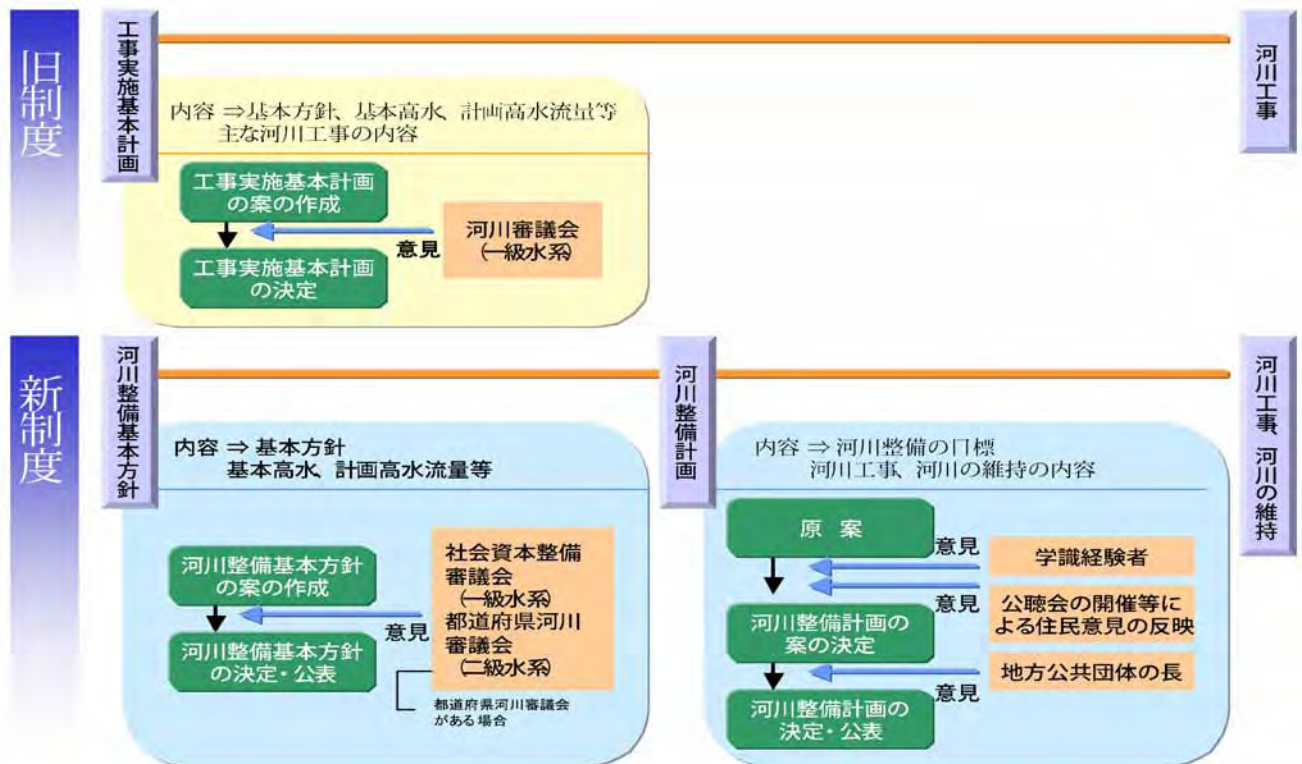 旧制度
工事実施基本計画
内容 ⇒基本方針、基本高水、計画高水流量等
主な河川工事の内容
工事実施基本計画
の案の作成
意見
河川審議会
(一級水系)
工事実施基本計画
の決定
河川工事
新制度
河川整備基本方針
内容 ⇒ 基本方針
基本高水、計画高水流量等
河川整備基本方針
の案の作成
意見
社会資本整備
審議会
(一級水系)
都道府県河川
審議会
(二級水系)
都道府県河川審議会
がある場合
河川整備基本方針
の決定・公表
河川整備計画
内容 ⇒ 河川整備の目標
河川工事、河川の維持の内容
原 案
意見
学識経験者
意見
公聴会の開催等に
よる住民意見の反映
河川整備計画の
案の決定
意見
地方公共団体の長
河川整備計画の
決定・公表
河川工事、河川の維持